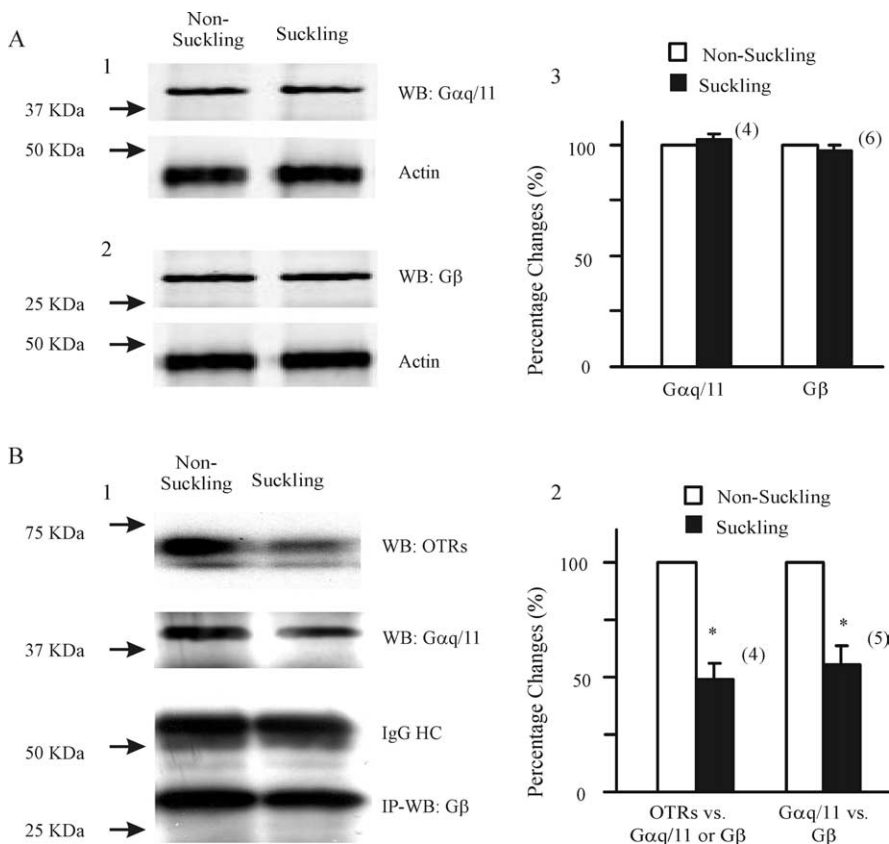 A
Non-
Suckling
Suckling
1
WB: Gαq/11
37 KDa
50 KDa
Actin
2
WB: Gβ
25 KDa
50 KDa
Actin
3
Non-Suckling
Suckling
Percentage Changes (%)
100
50
0
(4)
(6)
Gαq/11
Gβ
B
Non-
Suckling
Suckling
1
75 KDa
WB: OTRs
WB: Gαq/11
37 KDa
IgG HC
50 KDa
IP-WB: Gβ
25 KDa
2
Non-Suckling
Suckling
Percentage Changes (%)
100
50
0
*
(4)
*
(5)
OTRs vs.
Gαq/11 or Gβ
Gαq/11 vs.
Gβ